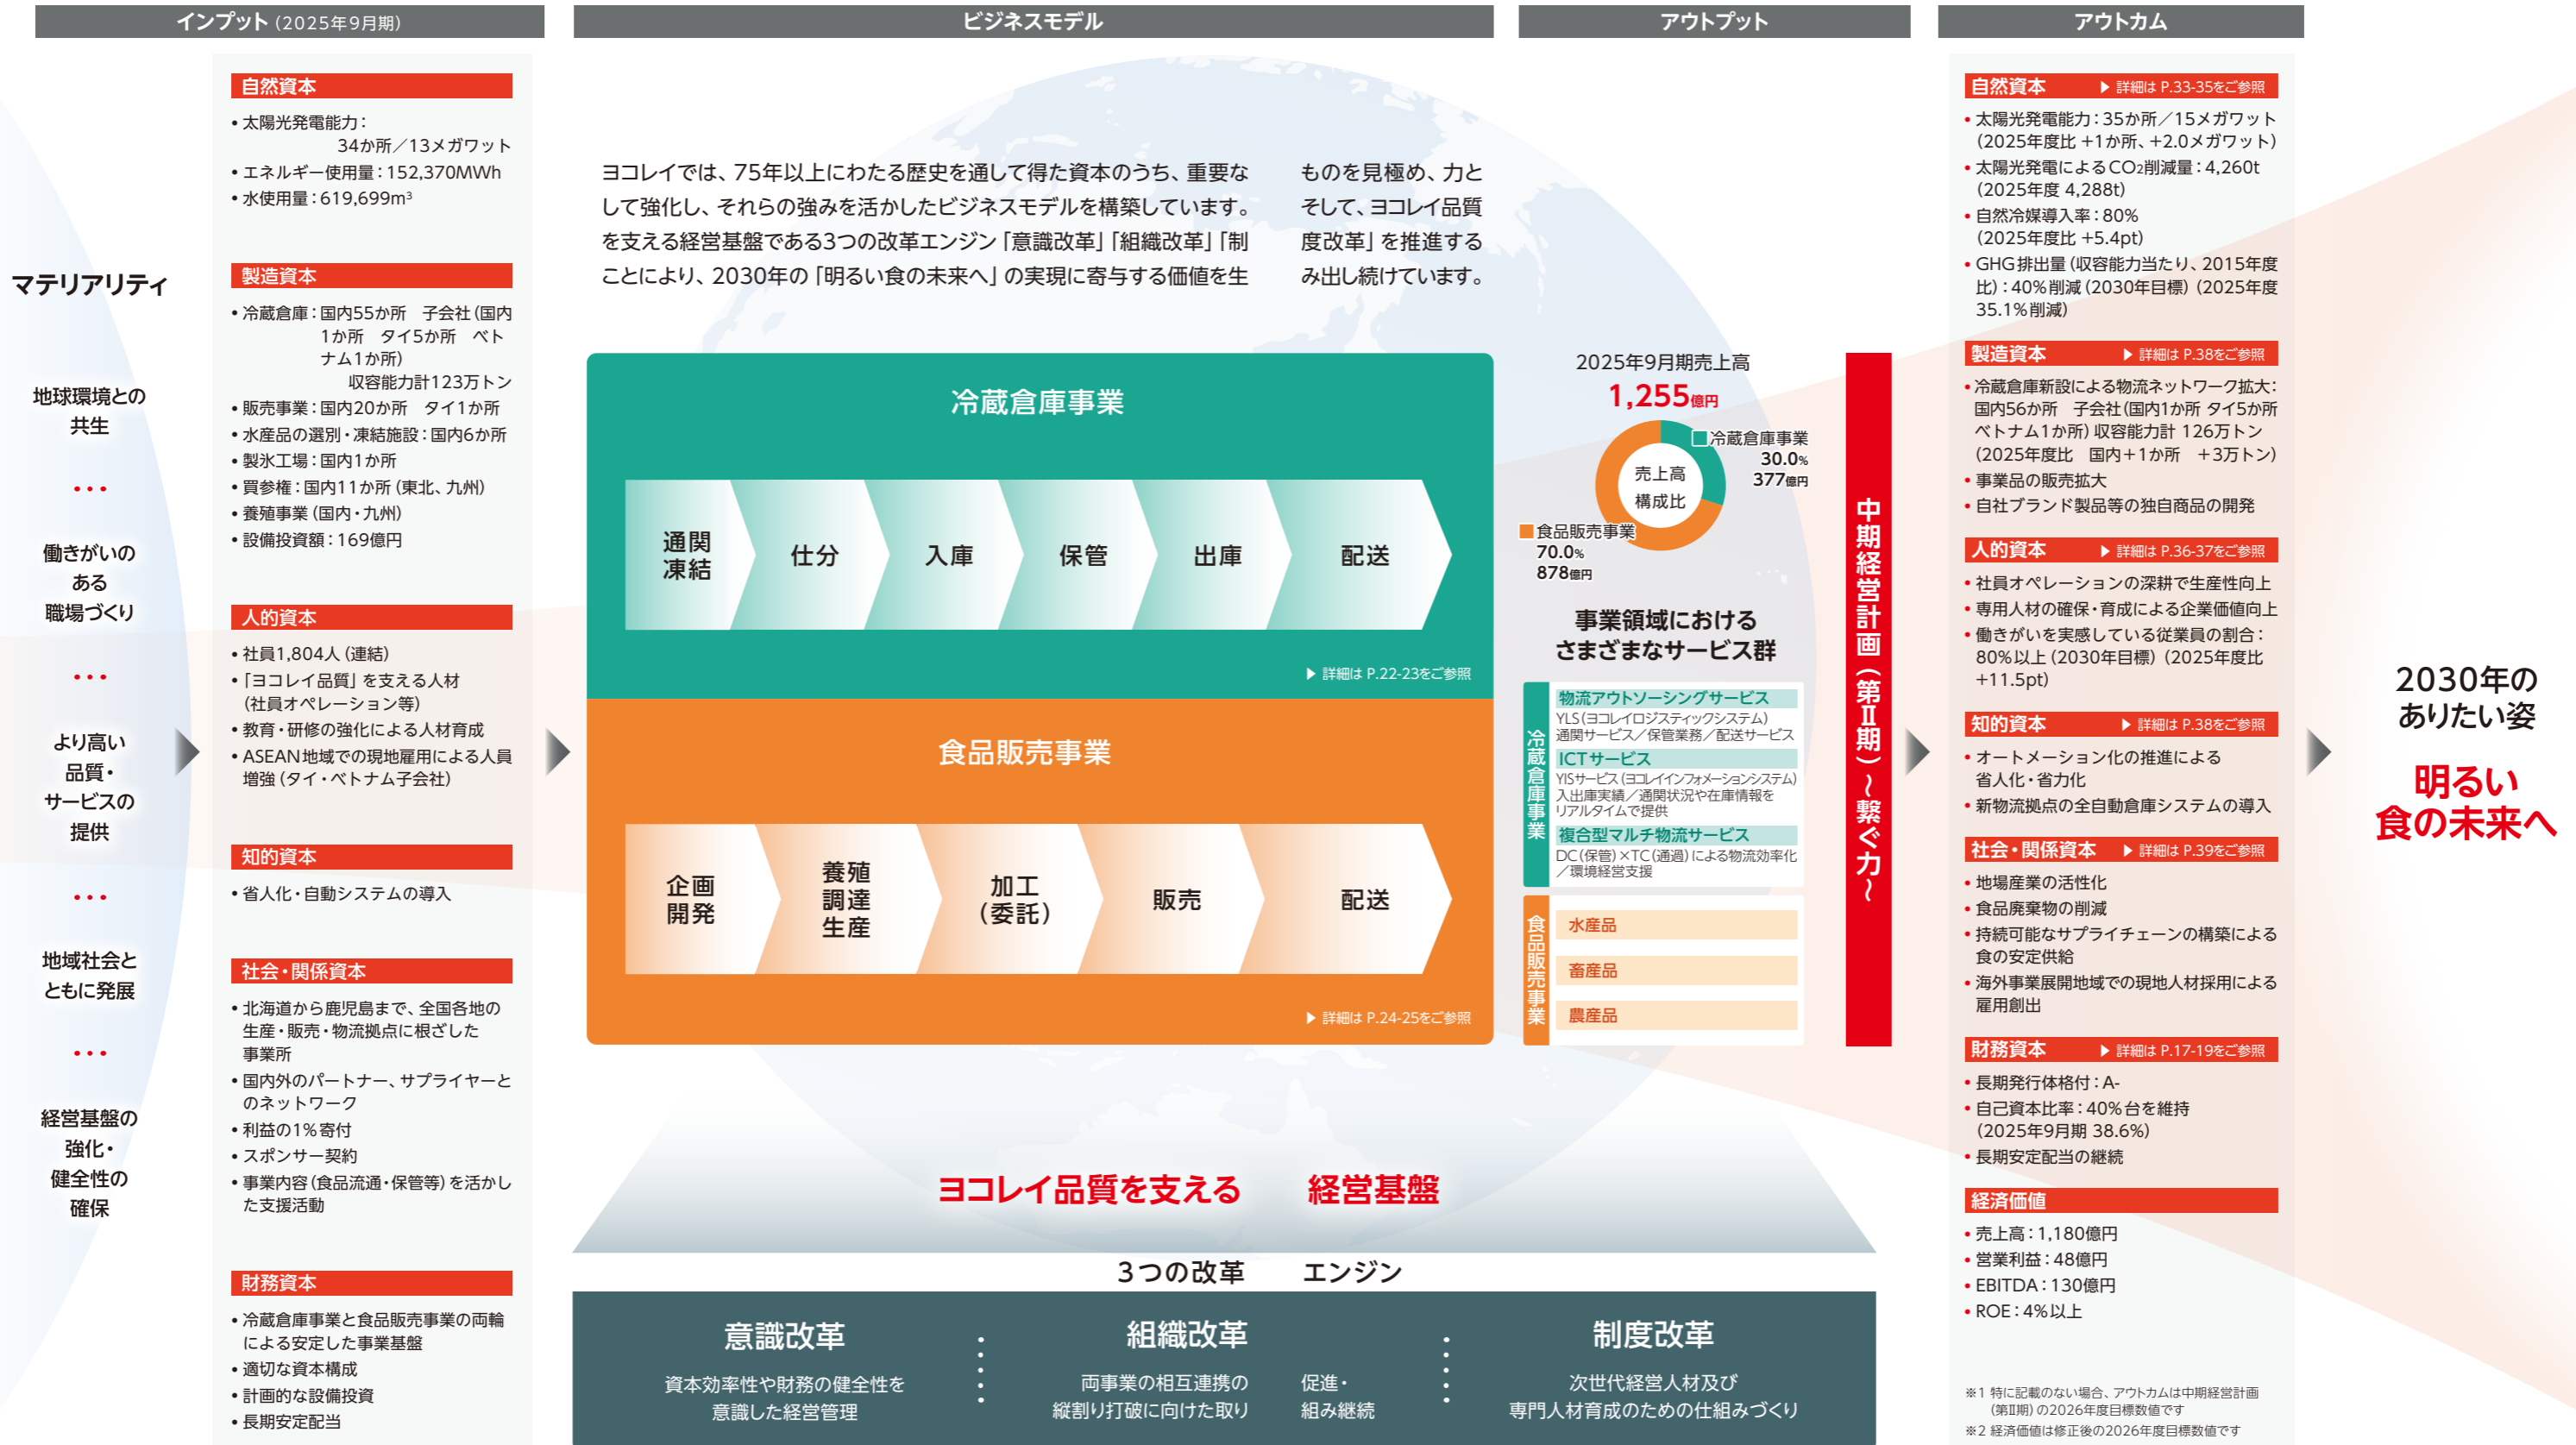 インプット（2025年9月期）
ビジネスモデル
アウトプット
アウトカム
マテリアリティ
地球環境との
共生
・・・
働きがいの
ある
職場づくり
・・・
より高い
品質・
サービスの
提供
・・・
地域社会と
ともに発展
・・・
経営基盤の
強化・
健全性の
確保
自然資本
• 太陽光発電能力：
34か所／13メガワット
• エネルギー使用量：152,370MWh
• 水使用量：619,699m³
製造資本
• 冷蔵倉庫：国内55か所　子会社（国内
1か所　タイ5か所　ベト
ナム1か所）
収容能力計123万トン
• 販売事業：国内20か所　タイ1か所
• 水産品の選別・凍結施設：国内6か所
• 製氷工場：国内1か所
• 買参権：国内11か所（東北、九州）
• 養殖事業（国内・九州）
• 設備投資額：169億円
人的資本
• 社員1,804人（連結）
• 「ヨコレイ品質」を支える人材
（社員オペレーション等）
• 教育・研修の強化による人材育成
• ASEAN地域での現地雇用による人員
増強（タイ・ベトナム子会社）
知的資本
• 省人化・自動システムの導入
社会・関係資本
• 北海道から鹿児島まで、全国各地の
生産・販売・物流拠点に根ざした
事業所
• 国内外のパートナー、サプライヤーと
のネットワーク
• 利益の1％寄付
• スポンサー契約
• 事業内容（食品流通・保管等）を活かし
た支援活動
財務資本
• 冷蔵倉庫事業と食品販売事業の両輪
による安定した事業基盤
• 適切な資本構成
• 計画的な設備投資
• 長期安定配当
ヨコレイでは、75年以上にわたる歴史を通して得た資本のうち、重要な　ものを見極め、力と
して強化し、それらの強みを活かしたビジネスモデルを構築しています。　そして、ヨコレイ品質
を支える経営基盤である3つの改革エンジン「意識改革」「組織改革」「制　度改革」を推進する
ことにより、2030年の「明るい食の未来へ」の実現に寄与する価値を生　み出し続けています。
冷蔵倉庫事業
通関
凍結
仕分
入庫
保管
出庫
配送
▶ 詳細は P.22-23をご参照
食品販売事業
企画
開発
養殖
調達
生産
加工
（委託）
販売
配送
▶ 詳細は P.24-25をご参照
ヨコレイ品質を支える　経営基盤
3つの改革　エンジン
意識改革
資本効率性や財務の健全性を
意識した経営管理
組織改革
両事業の相互連携の　促進・
縦割り打破に向けた取り　組み継続
制度改革
次世代経営人材及び
専門人材育成のための仕組みづくり
2025年9月期売上高
1,255億円
冷蔵倉庫事業
30.0%
377億円
売上高
構成比
食品販売事業
70.0%
878億円
事業領域における
さまざまなサービス群
冷蔵倉庫事業
物流アウトソーシングサービス
YLS（ヨコレイロジスティックシステム）
通関サービス／保管業務／配送サービス
ICTサービス
YISサービス（ヨコレイインフォメーションシステム）
入出庫実績／通関状況や在庫情報を
リアルタイムで提供
複合型マルチ物流サービス
DC（保管）×TC（通過）による物流効率化
／環境経営支援
食品販売事業
水産品
畜産品
農産品
中期経営計画（第Ⅱ期）～繋ぐ力～
自然資本　▶ 詳細は P.33-35をご参照
• 太陽光発電能力：35か所／15メガワット
（2025年度比 +1か所、+2.0メガワット）
• 太陽光発電によるCO₂削減量：4,260t
（2025年度 4,288t）
• 自然冷媒導入率：80％
（2025年度比 +5.4pt）
• GHG排出量（収容能力当たり、2015年度
比）：40％削減（2030年目標）（2025年度
35.1％削減）
製造資本　▶ 詳細は P.38をご参照
• 冷蔵倉庫新設による物流ネットワーク拡大：
国内56か所　子会社（国内1か所 タイ5か所
ベトナム1か所）収容能力計 126万トン
（2025年度比　国内＋1か所　＋3万トン）
• 事業品の販売拡大
• 自社ブランド製品等の独自商品の開発
人的資本　▶ 詳細は P.36-37をご参照
• 社員オペレーションの深耕で生産性向上
• 専用人材の確保・育成による企業価値向上
• 働きがいを実感している従業員の割合：
80％以上（2030年目標）（2025年度比
+11.5pt）
知的資本　▶ 詳細は P.38をご参照
• オートメーション化の推進による
省人化・省力化
• 新物流拠点の全自動倉庫システムの導入
社会・関係資本　▶ 詳細は P.39をご参照
• 地場産業の活性化
• 食品廃棄物の削減
• 持続可能なサプライチェーンの構築による
食の安定供給
• 海外事業展開地域での現地人材採用による
雇用創出
財務資本　▶ 詳細は P.17-19をご参照
• 長期発行体格付：A-
• 自己資本比率：40％台を維持
（2025年9月期 38.6％）
• 長期安定配当の継続
経済価値
• 売上高：1,180億円
• 営業利益：48億円
• EBITDA：130億円
• ROE：4％以上
※1 特に記載のない場合、アウトカムは中期経営計画
（第Ⅱ期）の2026年度目標数値です
※2 経済価値は修正後の2026年度目標数値です
2030年の
ありたい姿
明るい
食の未来へ